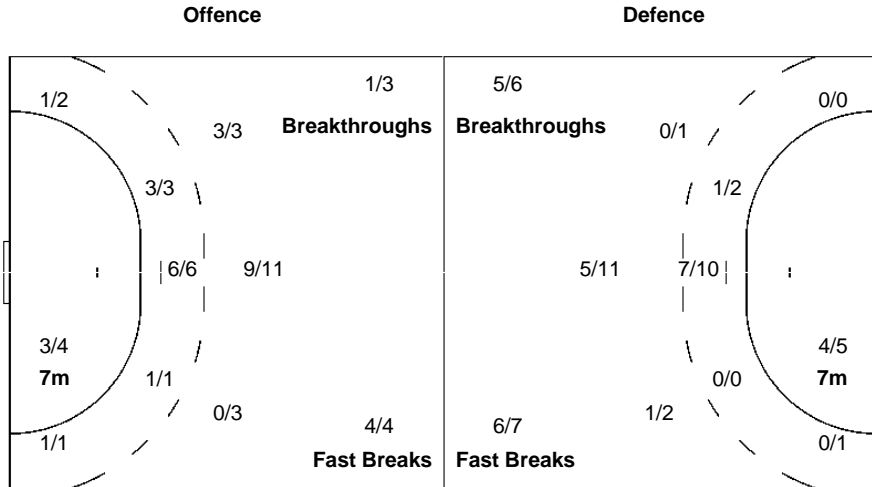 Offence Defence
1/3 5/6
1/2 0/0
3/3 Breakthroughs Breakthroughs 0/1
3/3 1/2
6/6 9/11 5/11 7/10
3/4 4/5
7m 1/1 0/0 7m
0/3 1/2
4/4 6/7
1/1 0/1
Fast Breaks Fast Breaks